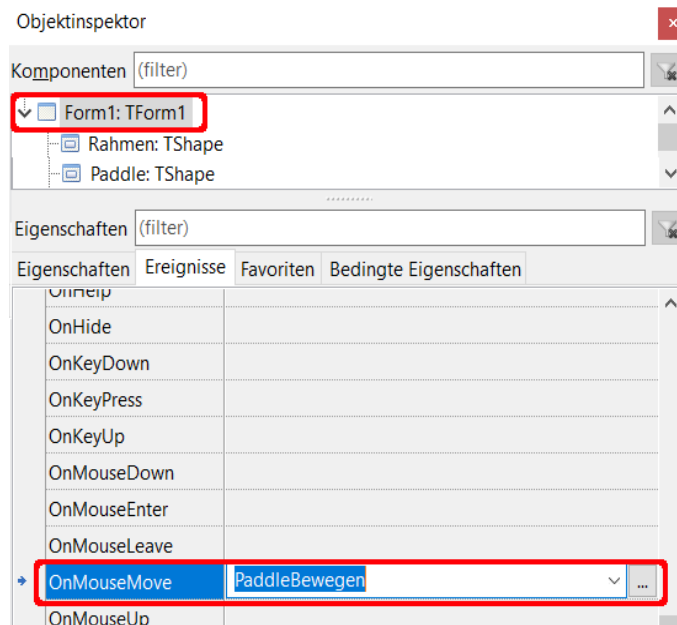 Objektinspektor
Komponenten (filter)
Form1: TForm1
Rahmen: TShape
Paddle: TShape
Eigenschaften (filter)
Eigenschaften Ereignisse Favoriten Bedingte Eigenschaften
OnHelp
OnHide
OnKeyDown
OnKeyPress
OnKeyUp
OnMouseDown
OnMouseEnter
OnMouseLeave
OnMouseMove PaddleBewegen ...
OnMouseUp